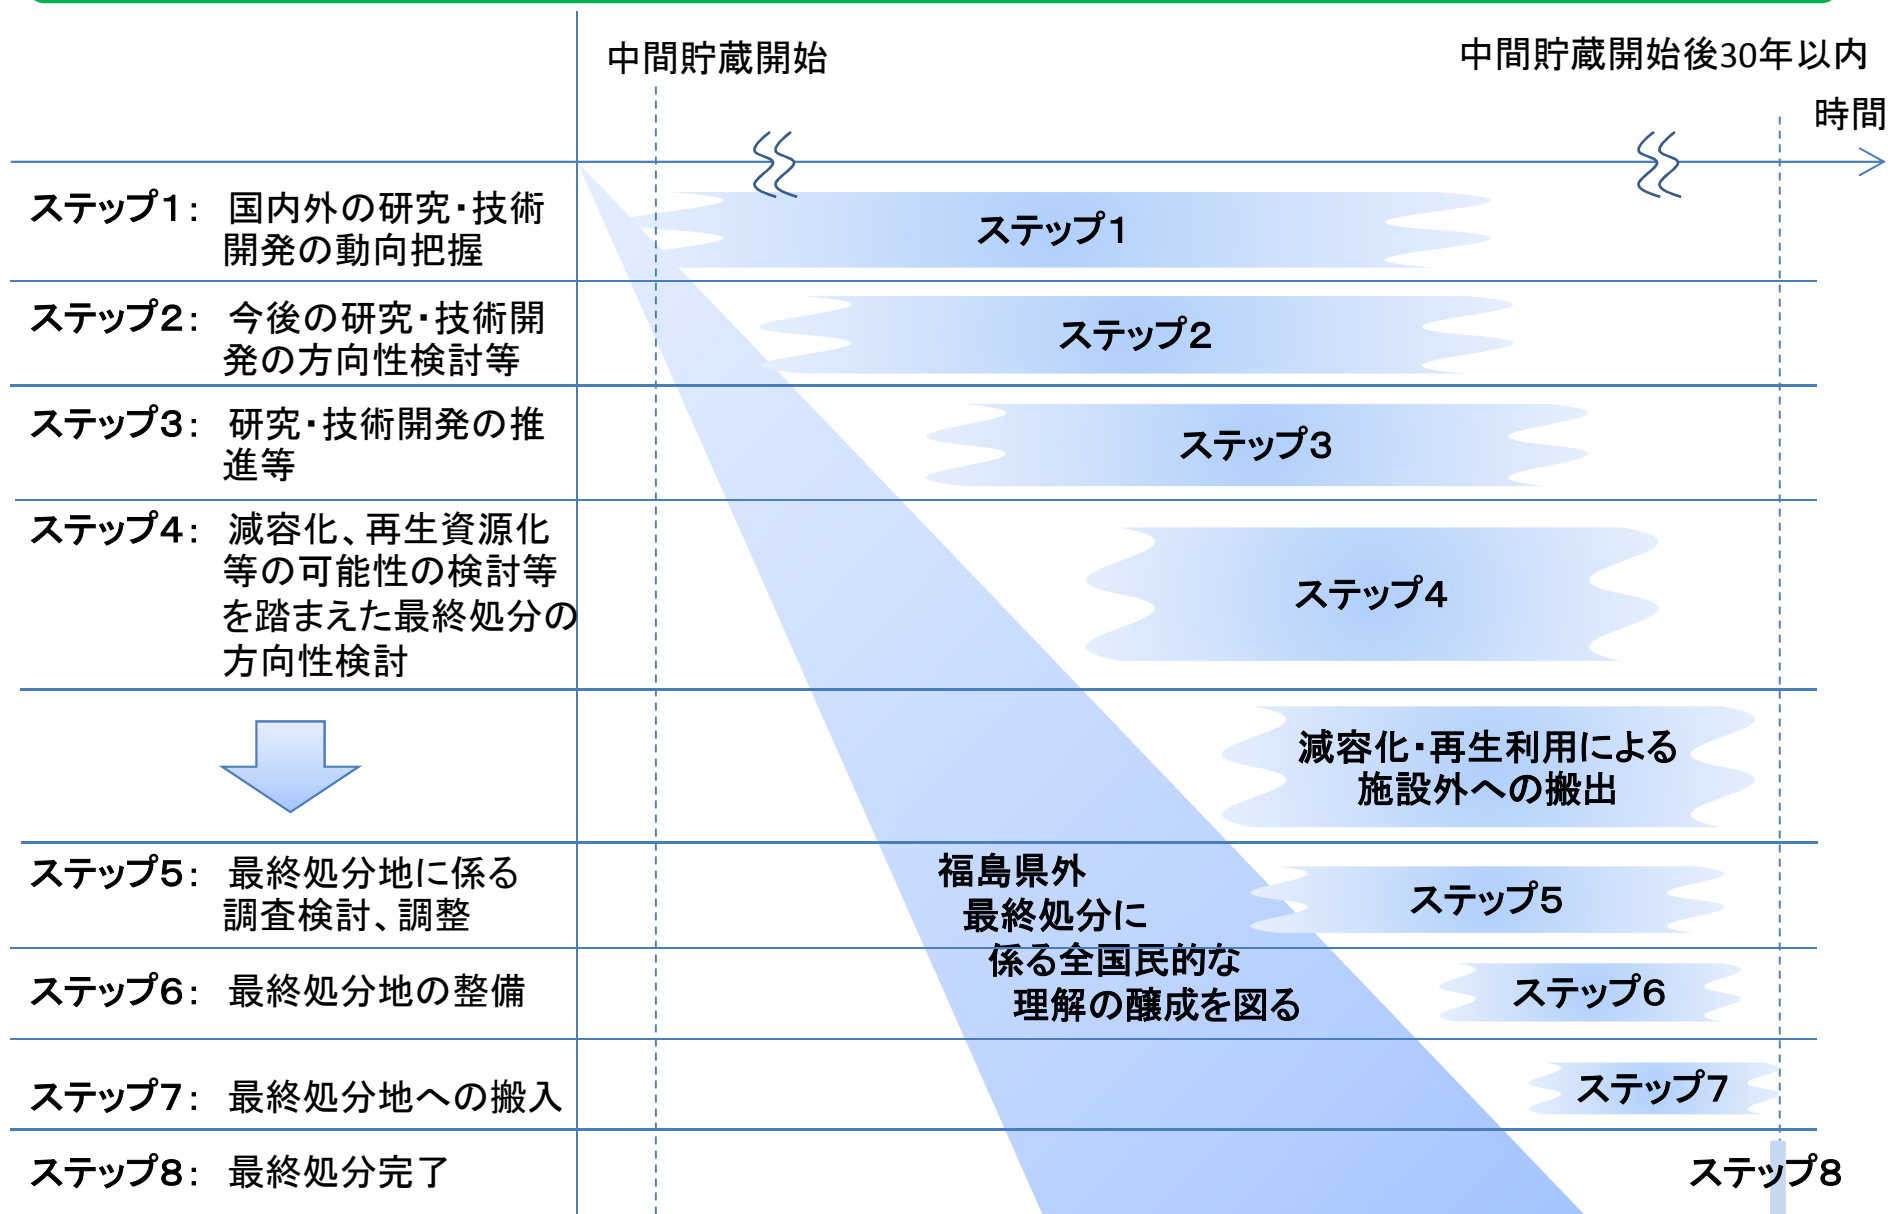 中間貯蔵開始
中間貯蔵開始後30年以内
時間
ステップ1： 国内外の研究・技術
開発の動向把握
ステップ1
ステップ2： 今後の研究・技術開
発の方向性検討等
ステップ2
ステップ3： 研究・技術開発の推
進等
ステップ3
ステップ4： 減容化、再生資源化
等の可能性の検討等
を踏まえた最終処分の
方向性検討
ステップ4
減容化・再生利用による
施設外への搬出
ステップ5： 最終処分地に係る
調査検討、調整
福島県外
最終処分に
係る全国民的な
理解の醸成を図る
ステップ5
ステップ6： 最終処分地の整備
ステップ6
ステップ7： 最終処分地への搬入
ステップ7
ステップ8： 最終処分完了
ステップ8